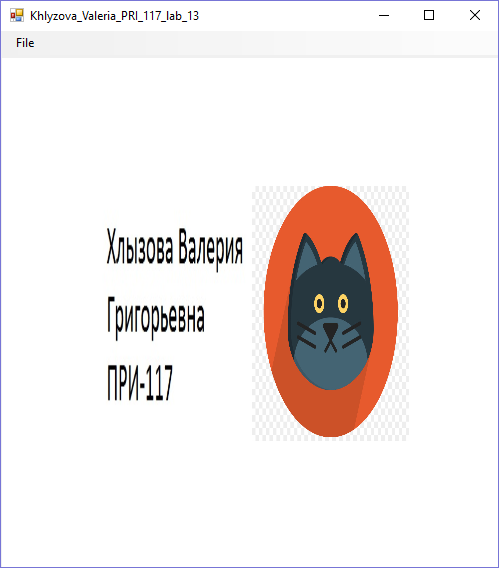 Khlyzova_Valeria_PRI_117_lab_13
File
Хлызова Валерия
Григорьевна
ПРИ-117